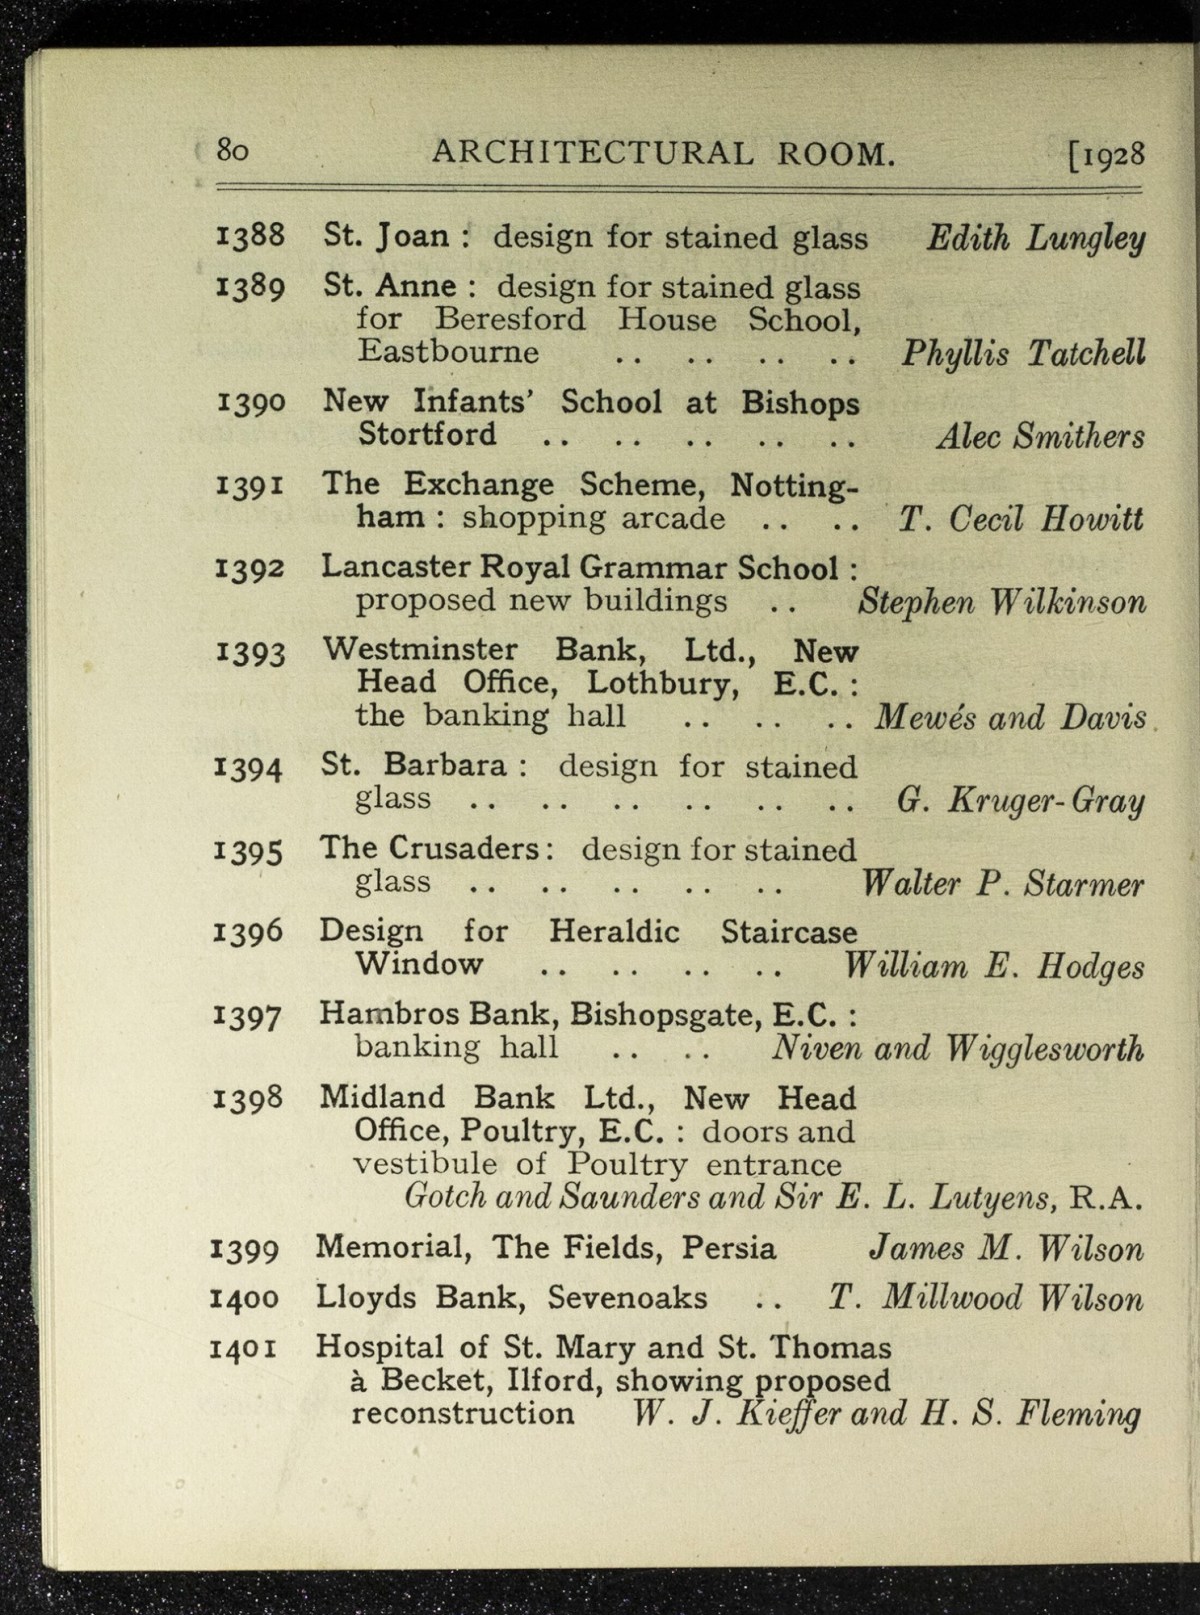 80 ARCHITECTURAL ROOM. [1928
1388 St. Joan : design for stained glass Edith Lungley
1389 St. Anne : design for stained glass
for Beresford House School,
Eastbourne .. .. .. .. Phyllis Tatchell
1390 New Infants' School at Bishops
Stortford .. .. .. .. .. Alec Smithers
1391 The Exchange Scheme, Notting-
ham : shopping arcade .. .. T. Cecil Howitt
1392 Lancaster Royal Grammar School :
proposed new buildings .. Stephen Wilkinson
1393 Westminster Bank, Ltd., New
Head Office, Lothbury, E.C. :
the banking hall .. .. .. Mewés and Davis
1394 St. Barbara : design for stained
glass .. .. .. .. .. .. G. Kruger-Gray
1395 The Crusaders : design for stained
glass .. .. .. .. .. Walter P. Starmer
1396 Design for Heraldic Staircase
Window .. .. .. .. William E. Hodges
1397 Hambros Bank, Bishopsgate, E.C. :
banking hall .. .. Niven and Wigglesworth
1398 Midland Bank Ltd., New Head
Office, Poultry, E.C. : doors and
vestibule of Poultry entrance
Gotch and Saunders and Sir E. L. Lutyens, R.A.
1399 Memorial, The Fields, Persia James M. Wilson
1400 Lloyds Bank, Sevenoaks .. T. Millwood Wilson
1401 Hospital of St. Mary and St. Thomas
à Becket, Ilford, showing proposed
reconstruction W. J. Kieffer and H. S. Fleming